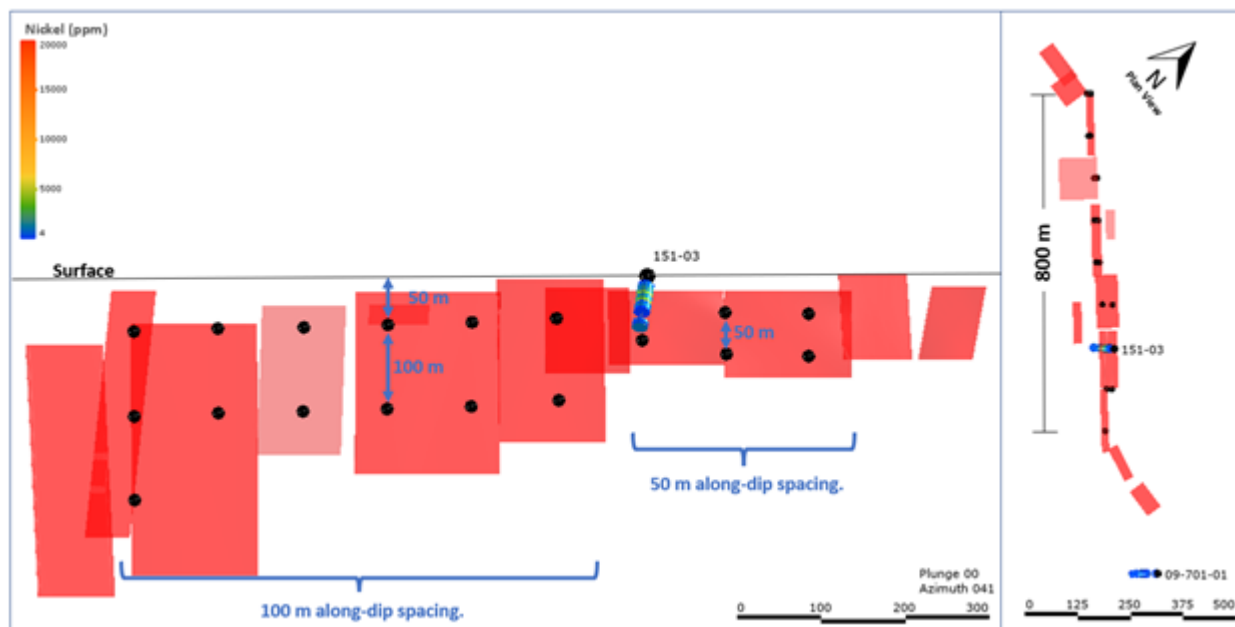 Nickel (ppm)
20000
15000
10000
5000
4
Surface
151-03
50 m
100 m
50 m
50 m along-dip spacing.
100 m along-dip spacing.
Plunge 00
Azimuth 041
0 100 200 300
N
Plan View
800 m
151-03
09-701-01
0 125 250 375 500